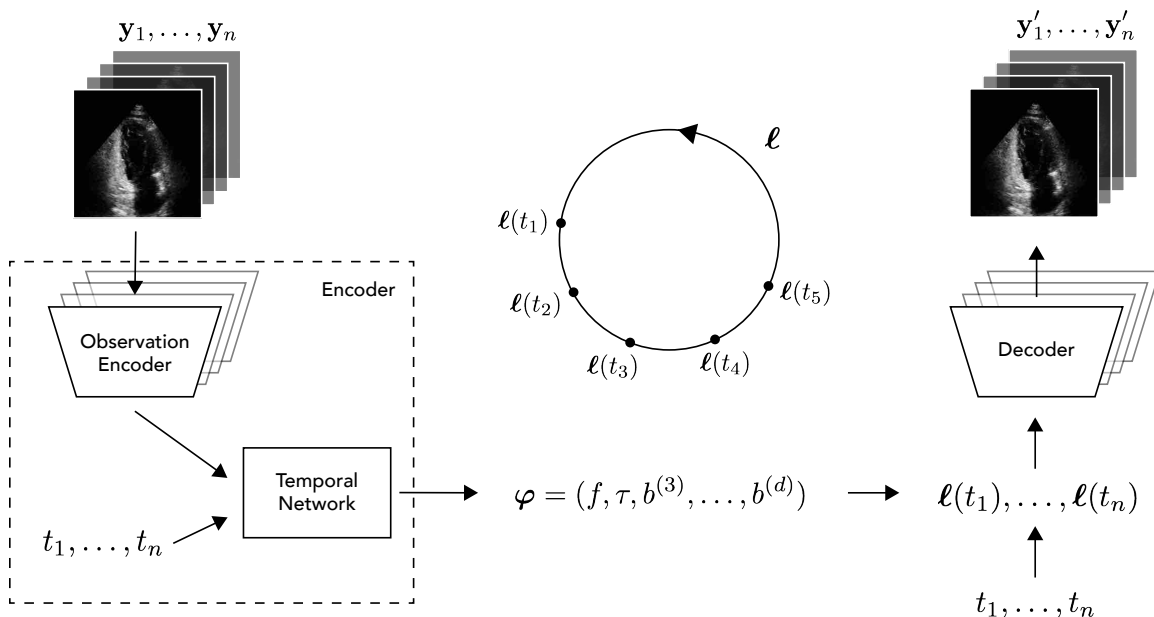 𝐲₁, . . . , 𝐲ₙ
Encoder
Observation
Encoder
Temporal
Network
t₁, . . . , tₙ
ℓ
ℓ(t₁)
ℓ(t₂)
ℓ(t₃)
ℓ(t₄)
ℓ(t₅)
φ = (f, τ, b⁽³⁾, . . . , b⁽ᵈ⁾)
𝐲′₁, . . . , 𝐲′ₙ
Decoder
ℓ(t₁), . . . , ℓ(tₙ)
t₁, . . . , tₙ